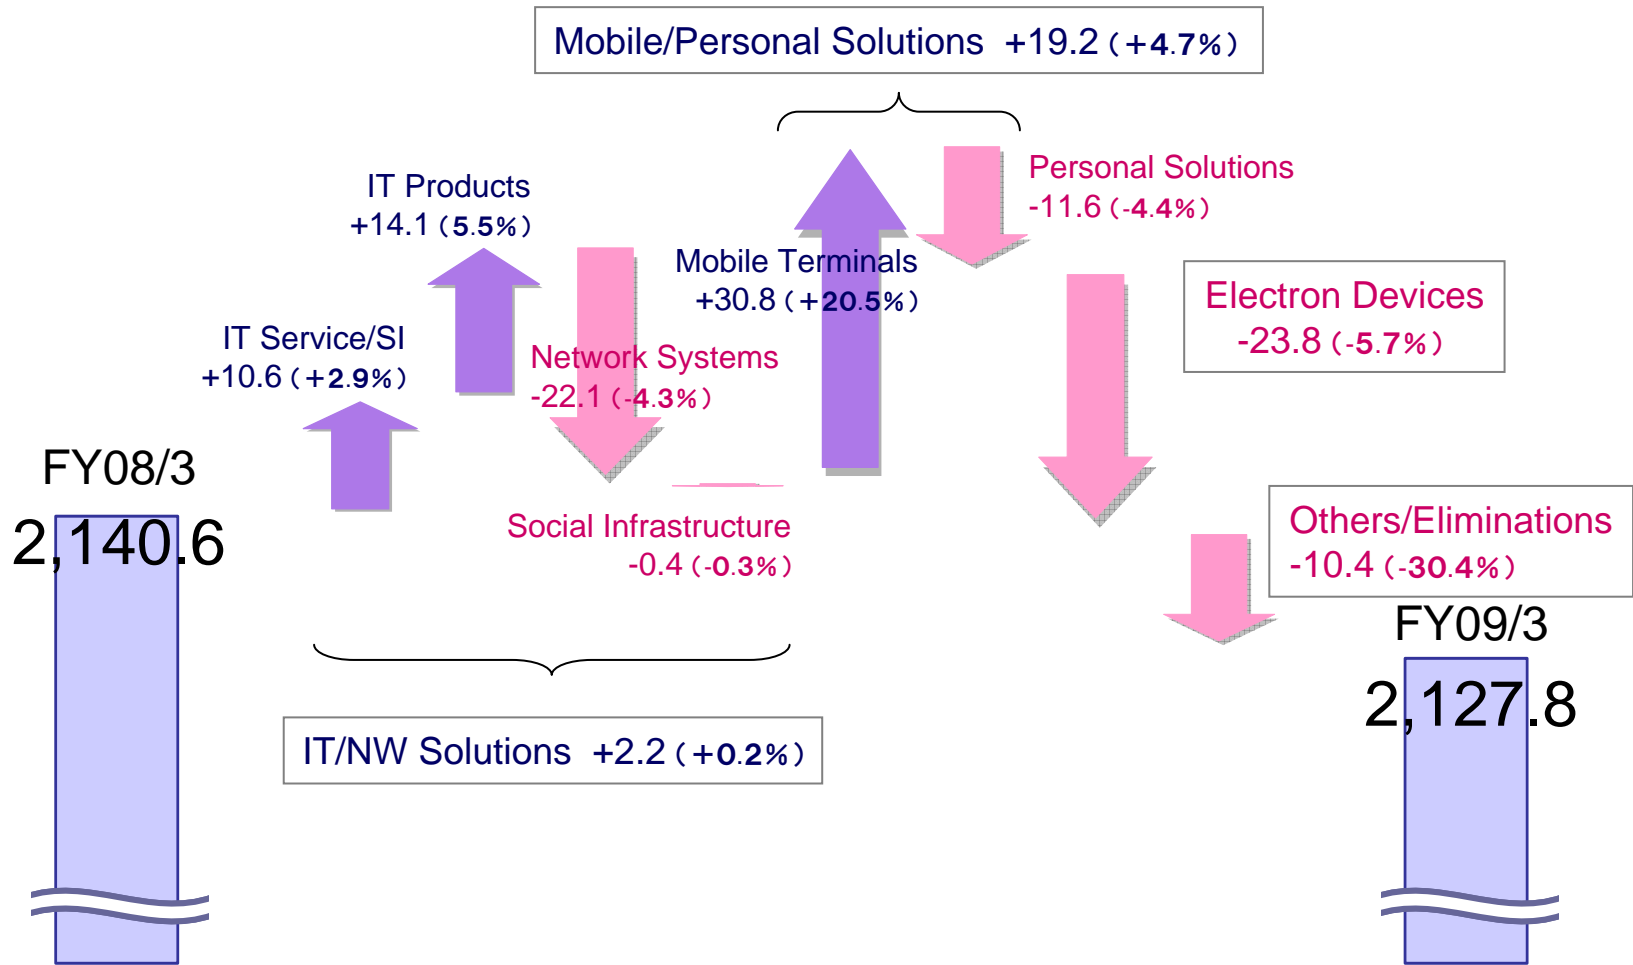 Mobile/Personal Solutions +19.2 (+4.7%)
IT Products
+14.1 (5.5%)
Personal Solutions
-11.6 (-4.4%)
Mobile Terminals
+30.8 (+20.5%)
Electron Devices
-23.8 (-5.7%)
IT Service/SI
+10.6 (+2.9%)
Network Systems
-22.1 (-4.3%)
FY08/3
2,140.6
Social Infrastructure
-0.4 (-0.3%)
Others/Eliminations
-10.4 (-30.4%)
FY09/3
2,127.8
IT/NW Solutions +2.2 (+0.2%)